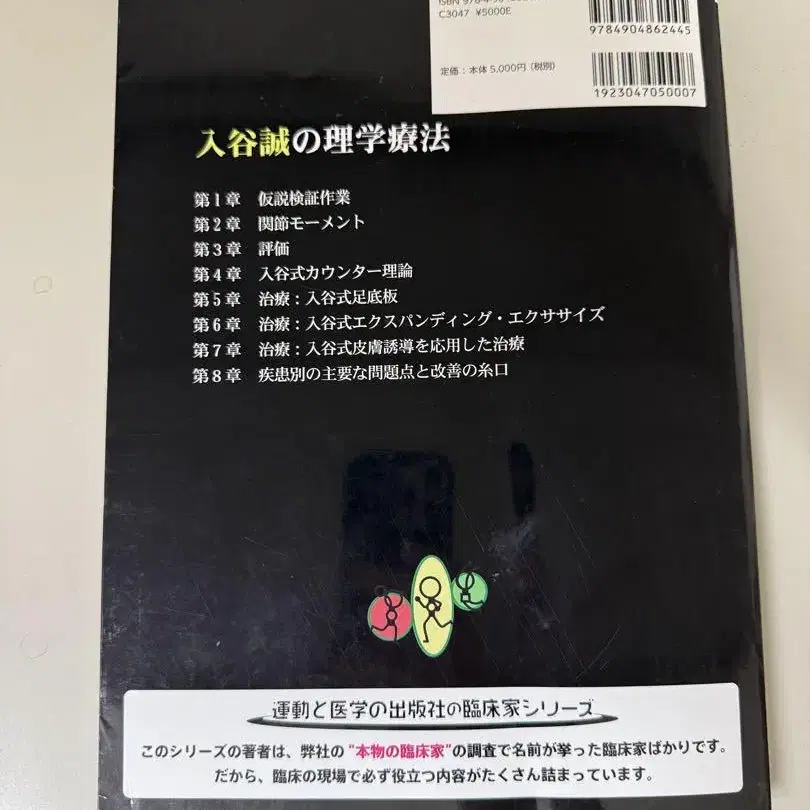 C3047 ¥5000E
9784904862445
定価：本体 5,000円（税別）
1923047050007
入谷誠の理学療法
第1章 仮説検証作業
第2章 関節モーメント
第3章 評価
第4章 入谷式カウンター理論
第5章 治療：入谷式足底板
第6章 治療：入谷式エクスパンディング・エクササイズ
第7章 治療：入谷式皮膚誘導を応用した治療
第8章 疾患別の主要な問題点と改善の糸口
運動と医学の出版社の臨床家シリーズ
このシリーズの著者は、弊社の"本物の臨床家"の調査で名前が挙った臨床家ばかりです。
だから、臨床の現場で必ず役立つ内容がたくさん詰まっています。